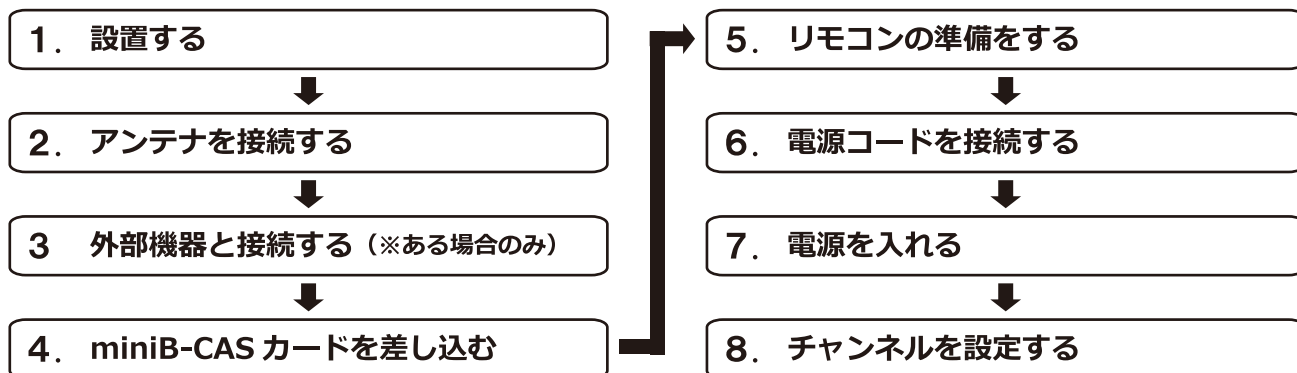 1. 設置する
2. アンテナを接続する
3 外部機器と接続する（※ある場合のみ）
4. miniB-CAS カードを差し込む
5. リモコンの準備をする
6. 電源コードを接続する
7. 電源を入れる
8. チャンネルを設定する